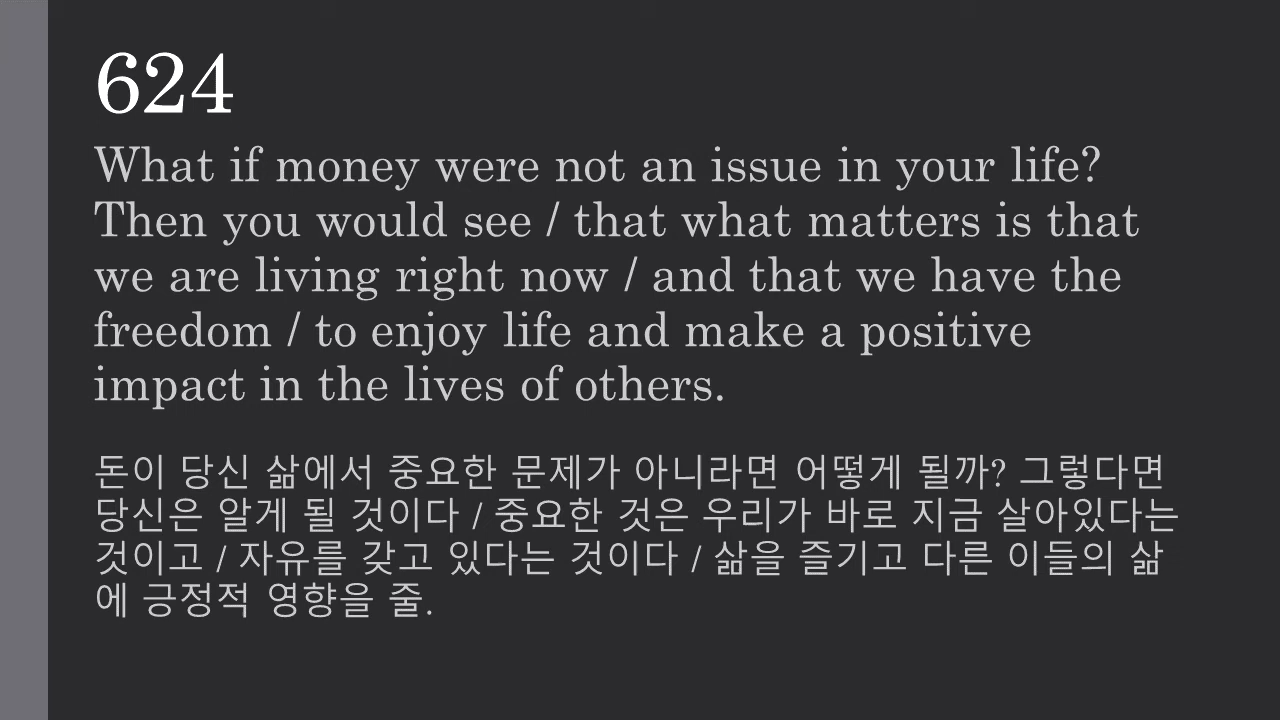 624
What if money were not an issue in your life?
Then you would see / that what matters is that
we are living right now / and that we have the
freedom / to enjoy life and make a positive
impact in the lives of others.
돈이 당신 삶에서 중요한 문제가 아니라면 어떻게 될까? 그렇다면
당신은 알게 될 것이다 / 중요한 것은 우리가 바로 지금 살아있다는
것이고 / 자유를 갖고 있다는 것이다 / 삶을 즐기고 다른 이들의 삶
에 긍정적 영향을 줄.